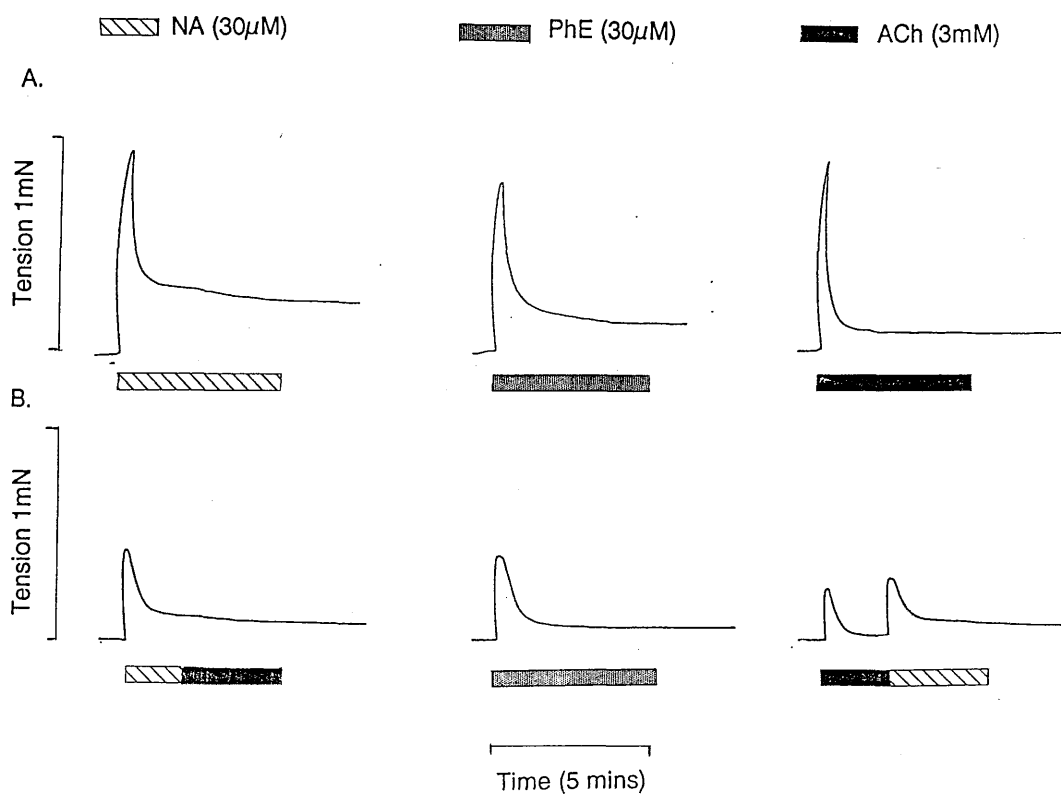 NA (30µM)
PhE (30µM)
ACh (3mM)
A.
Tension 1mN
B.
Tension 1mN
Time (5 mins)